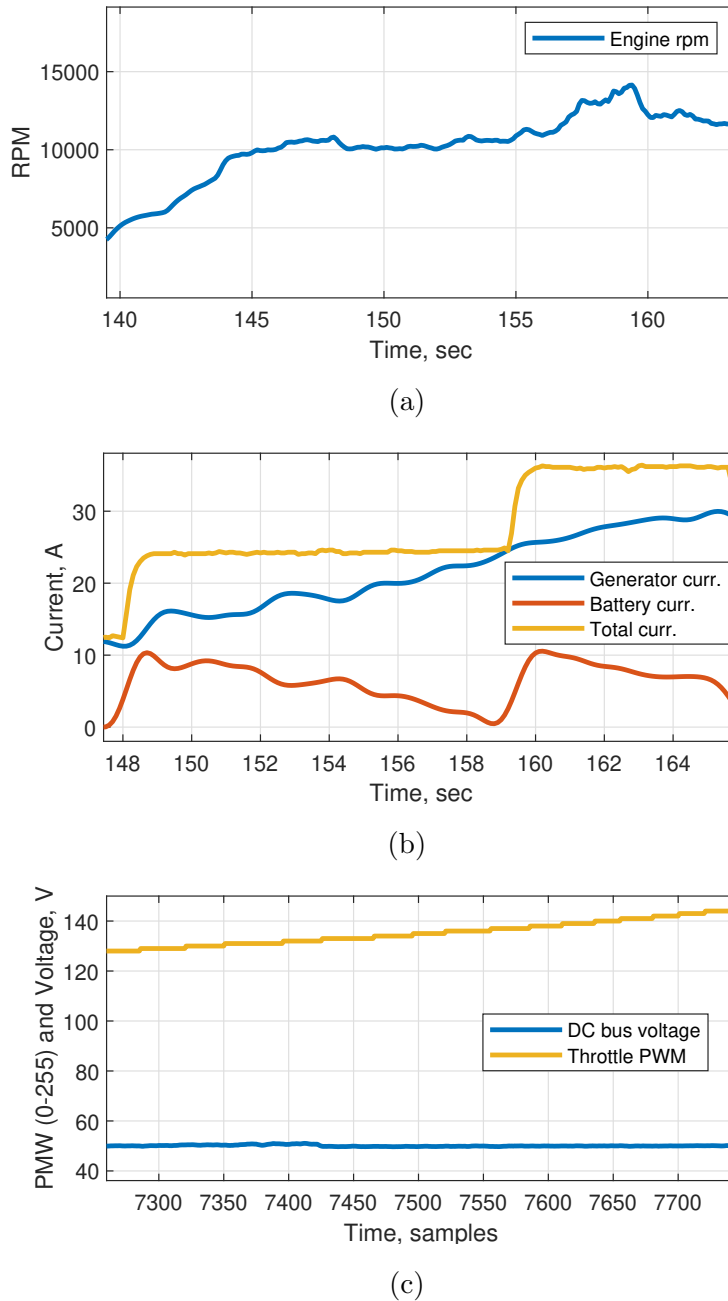 Engine rpm
15000
10000
5000
RPM
140 145 150 155 160
Time, sec
(a)
30
20
10
0
Current, A
Generator curr.
Battery curr.
Total curr.
148 150 152 154 156 158 160 162 164
Time, sec
(b)
140
120
100
80
60
40
PMW (0-255) and Voltage, V
DC bus voltage
Throttle PWM
7300 7350 7400 7450 7500 7550 7600 7650 7700
Time, samples
(c)